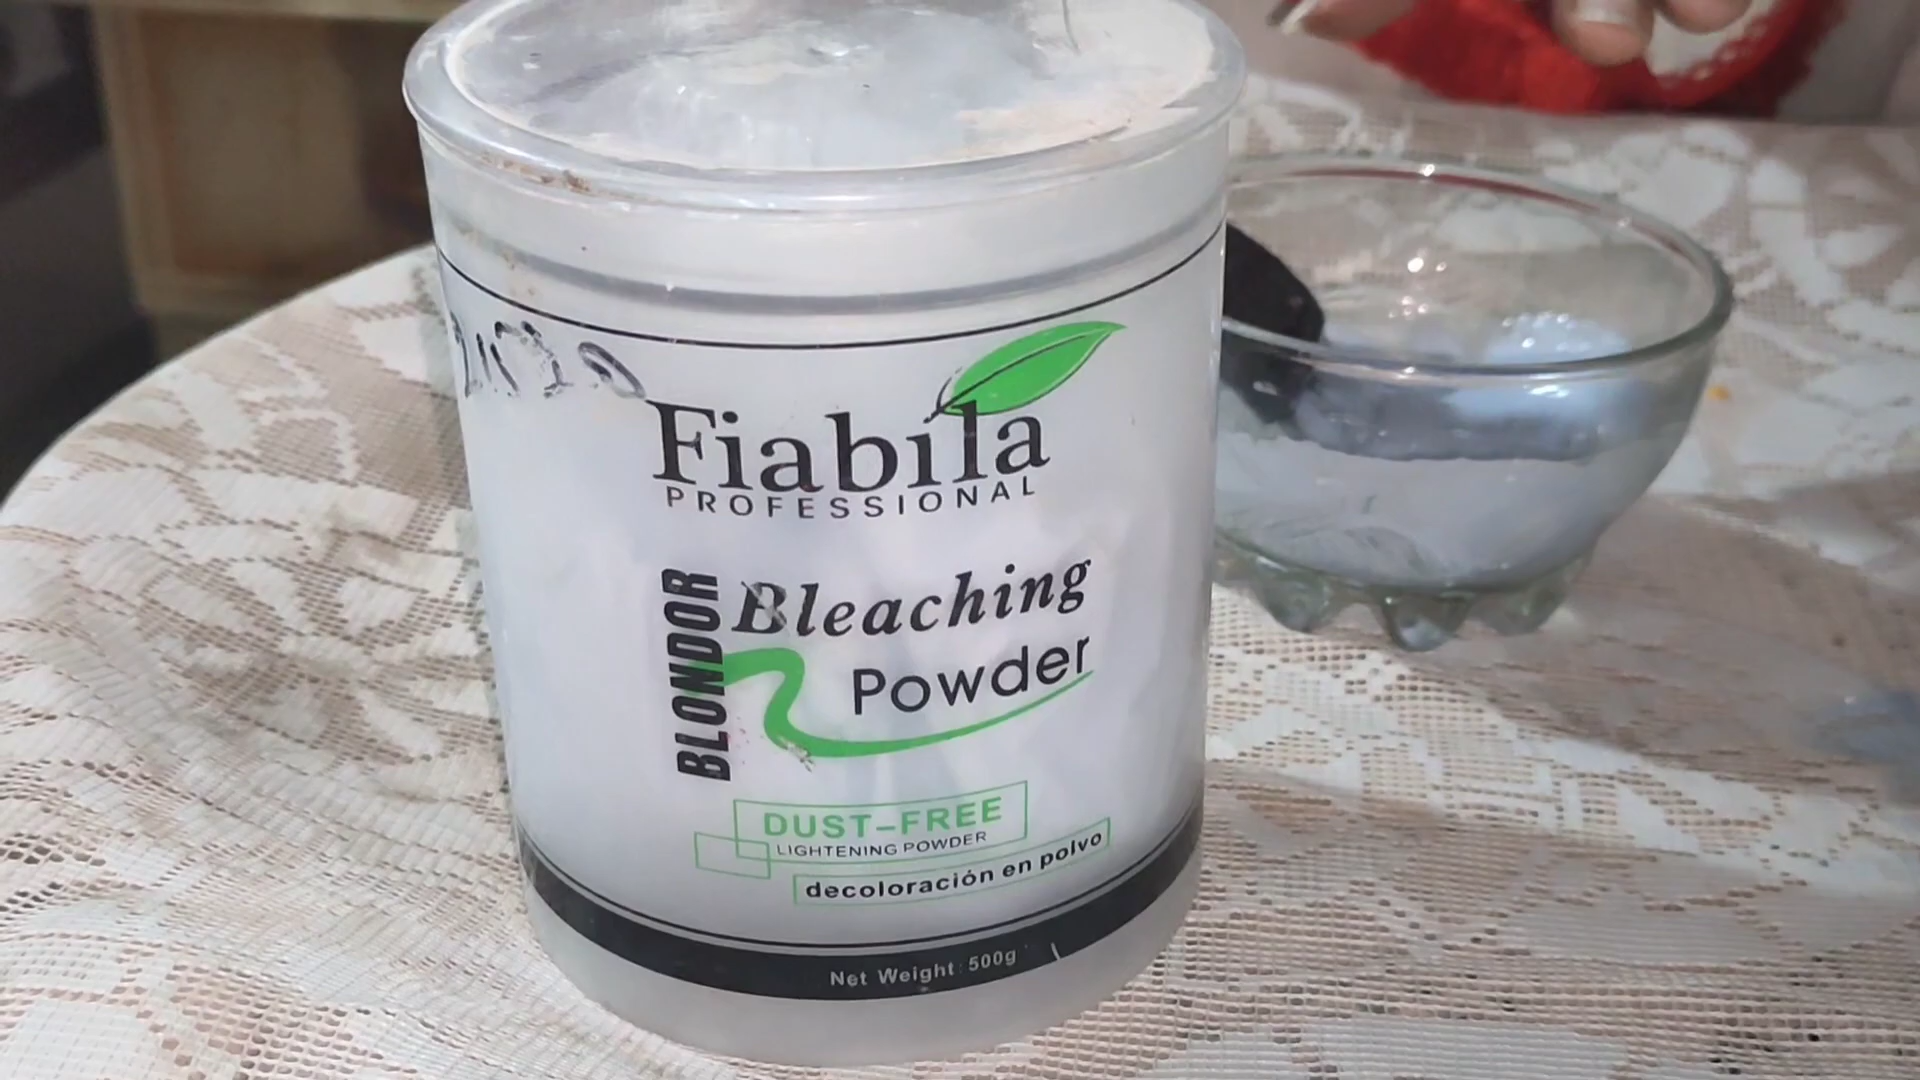 Fiabila
PROFESSIONAL
BLONDOR
Bleaching
Powder
DUST-FREE
LIGHTENING POWDER
decoloración en polvo
Net Weight: 500g